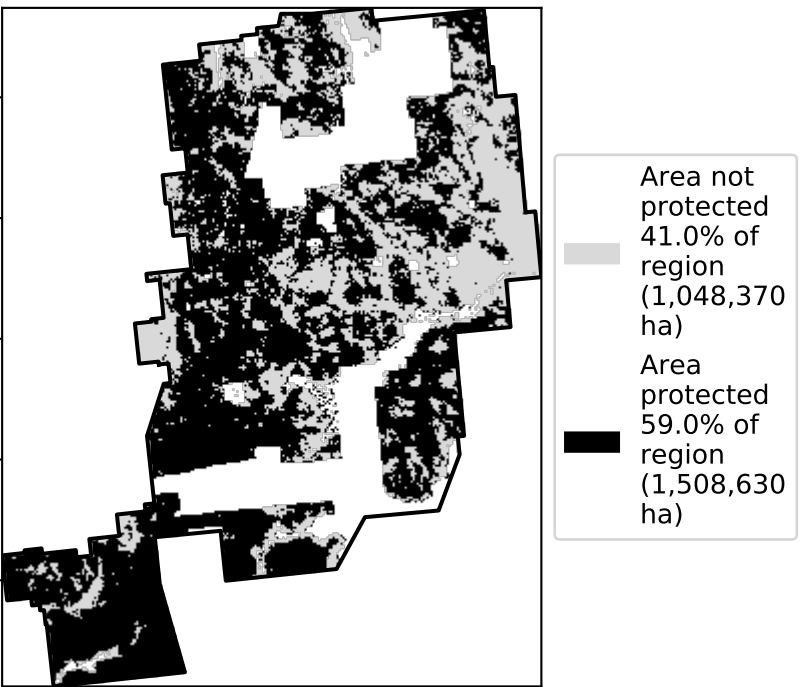 Area not
protected
41.0% of
region
(1,048,370
ha)
Area
protected
59.0% of
region
(1,508,630
ha)